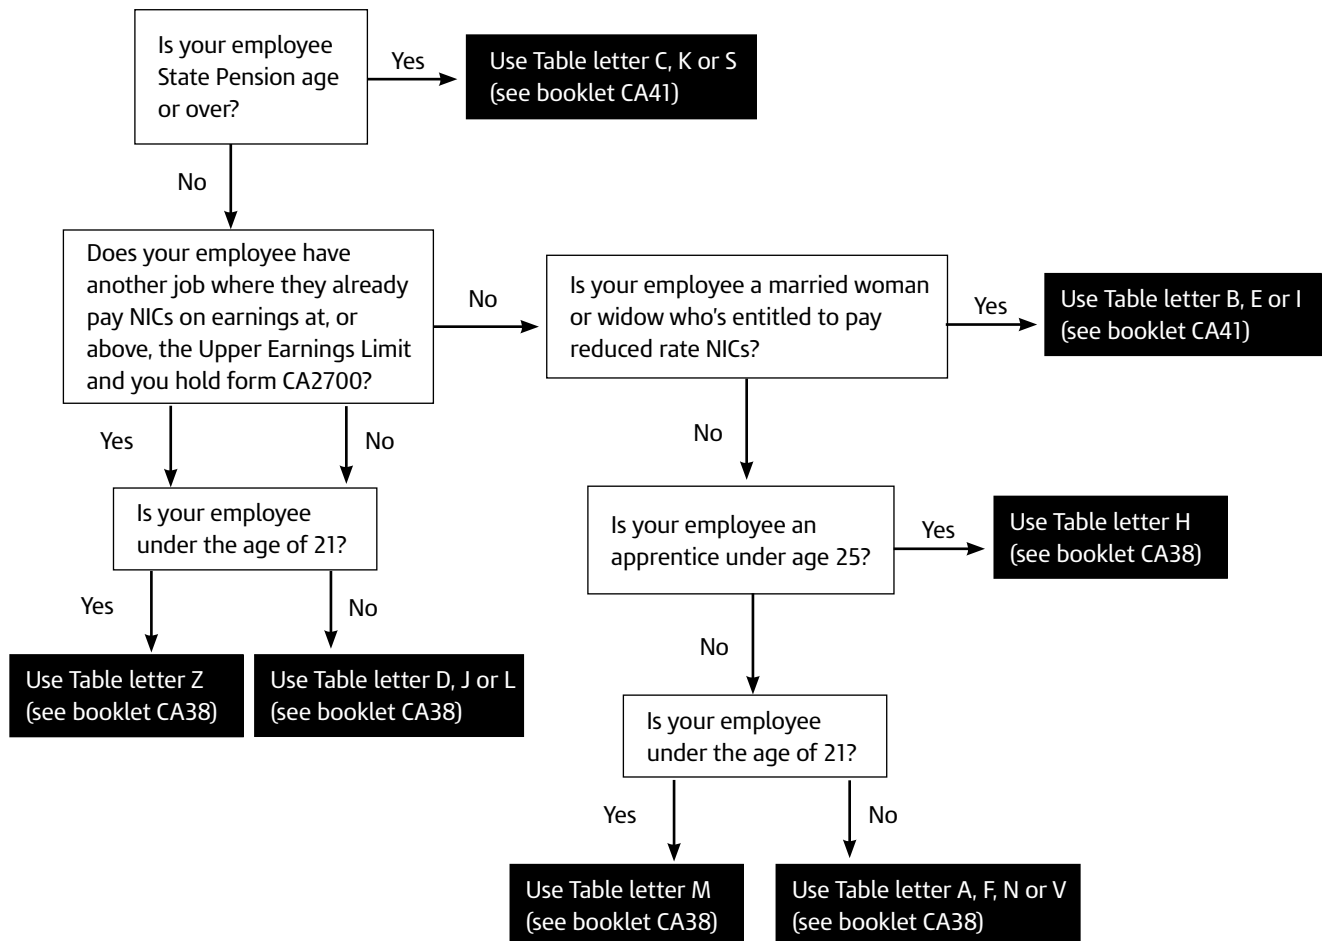 Is your employee
State Pension age
or over?
Yes
Use Table letter C, K or S
(see booklet CA41)
No
Does your employee have
another job where they already
pay NICs on earnings at, or
above, the Upper Earnings Limit
and you hold form CA2700?
No
Is your employee a married woman
or widow who's entitled to pay
reduced rate NICs?
Yes
Use Table letter B, E or I
(see booklet CA41)
Yes
No
No
Is your employee
under the age of 21?
Is your employee an
apprentice under age 25?
Yes
Use Table letter H
(see booklet CA38)
Yes
No
No
Use Table letter Z
(see booklet CA38)
Use Table letter D, J or L
(see booklet CA38)
Is your employee
under the age of 21?
Yes
No
Use Table letter M
(see booklet CA38)
Use Table letter A, F, N or V
(see booklet CA38)